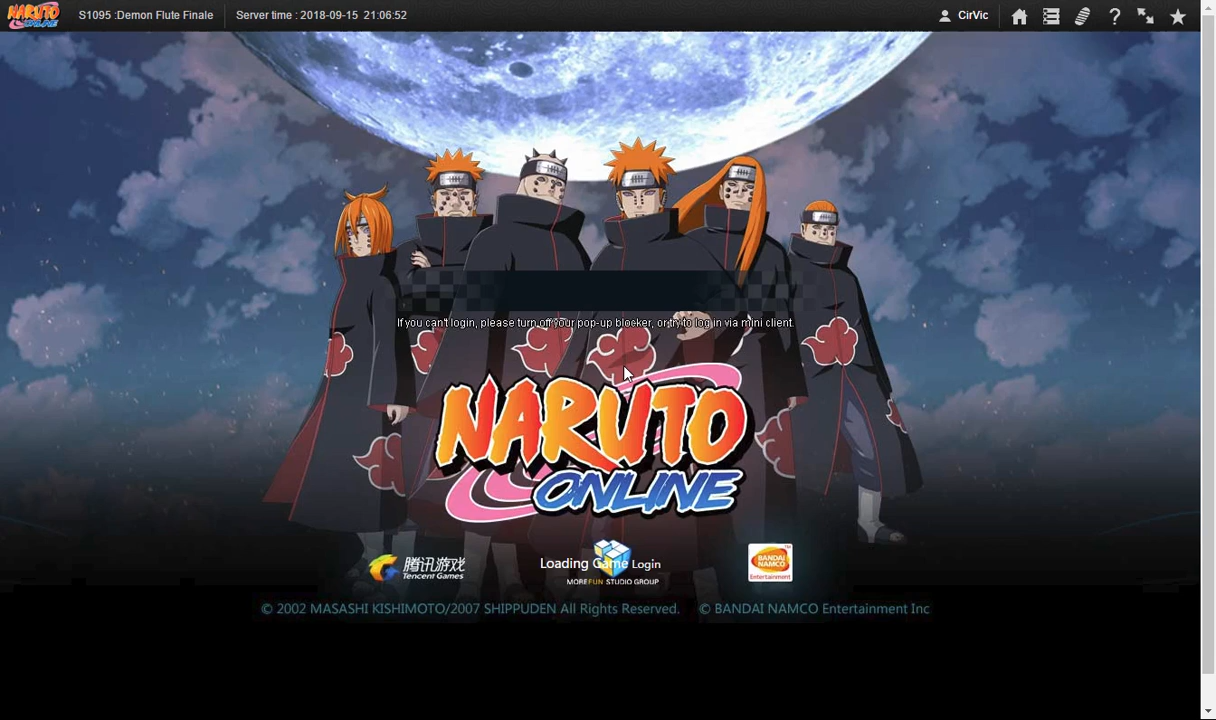 NARUTO ONLINE S1095 :Demon Flute Finale Server time : 2018-09-15 21:06:52 CirVic
If you can't login, please turn off your pop-up blocker, or try to log in via mini client.
NARUTO
ONLINE
腾讯游戏
Tencent Games
Loading Game Login
MOREFUN STUDIO GROUP
BANDAI
NAMCO
Entertainment
© 2002 MASASHI KISHIMOTO/2007 SHIPPUDEN All Rights Reserved. © BANDAI NAMCO Entertainment Inc